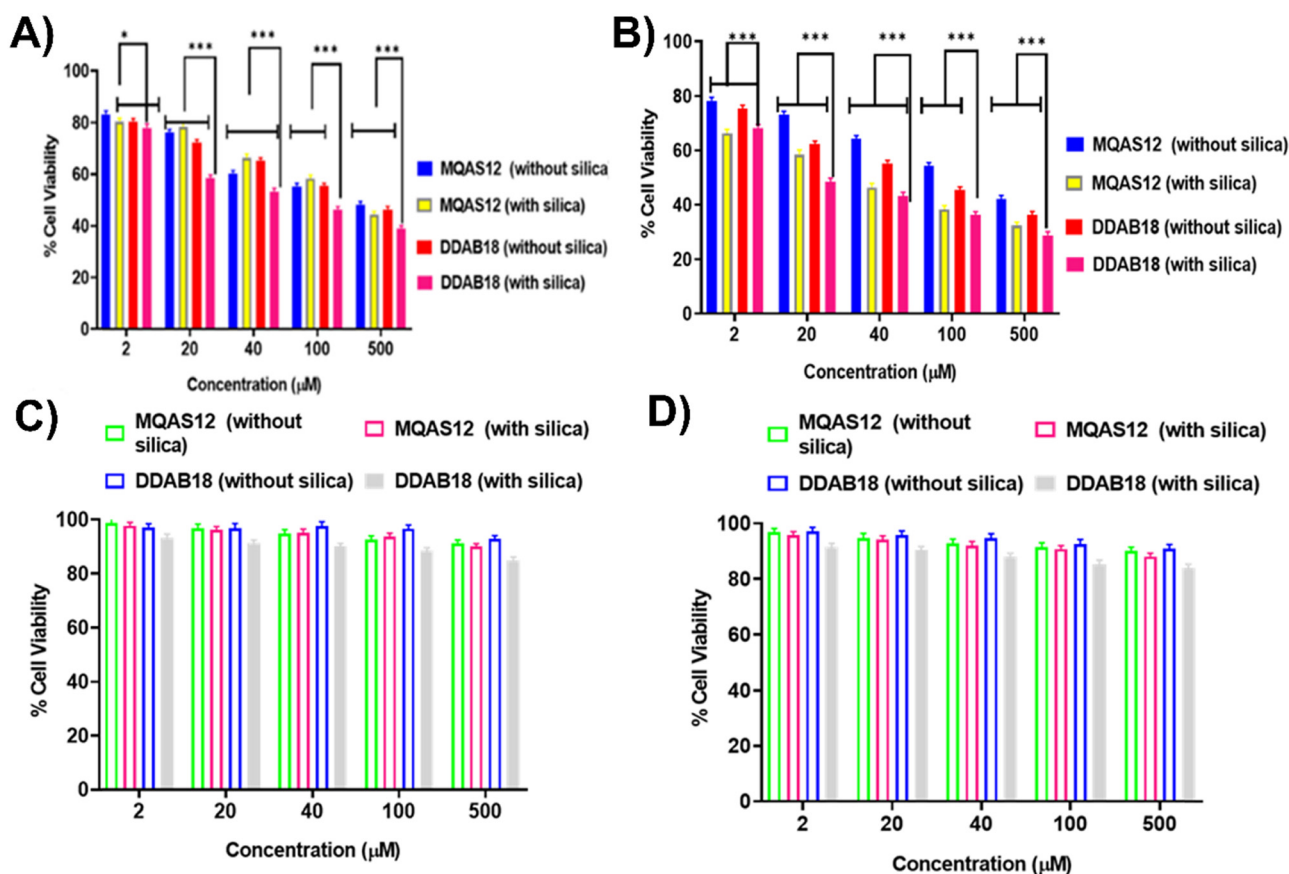 A)
* *** *** *** ***
100
80
60
40
20
0
% Cell Viability
2 20 40 100 500
Concentration (μM)
MQAS12 (without silica)
MQAS12 (with silica)
DDAB18 (without silica)
DDAB18 (with silica)
B)
*** *** *** *** ***
100
80
60
40
20
0
% Cell Viability
2 20 40 100 500
Concentration (μM)
MQAS12 (without silica)
MQAS12 (with silica)
DDAB18 (without silica)
DDAB18 (with silica)
C)
MQAS12 (without
silica)
MQAS12 (with silica)
DDAB18 (without silica)
DDAB18 (with silica)
100
80
60
40
20
0
% Cell Viability
2 20 40 100 500
Concentration (μM)
D)
MQAS12 (without
silica)
MQAS12 (with silica)
DDAB18 (without silica)
DDAB18 (with silica)
100
80
60
40
20
0
% Cell Viability
2 20 40 100 500
Concentration (μM)